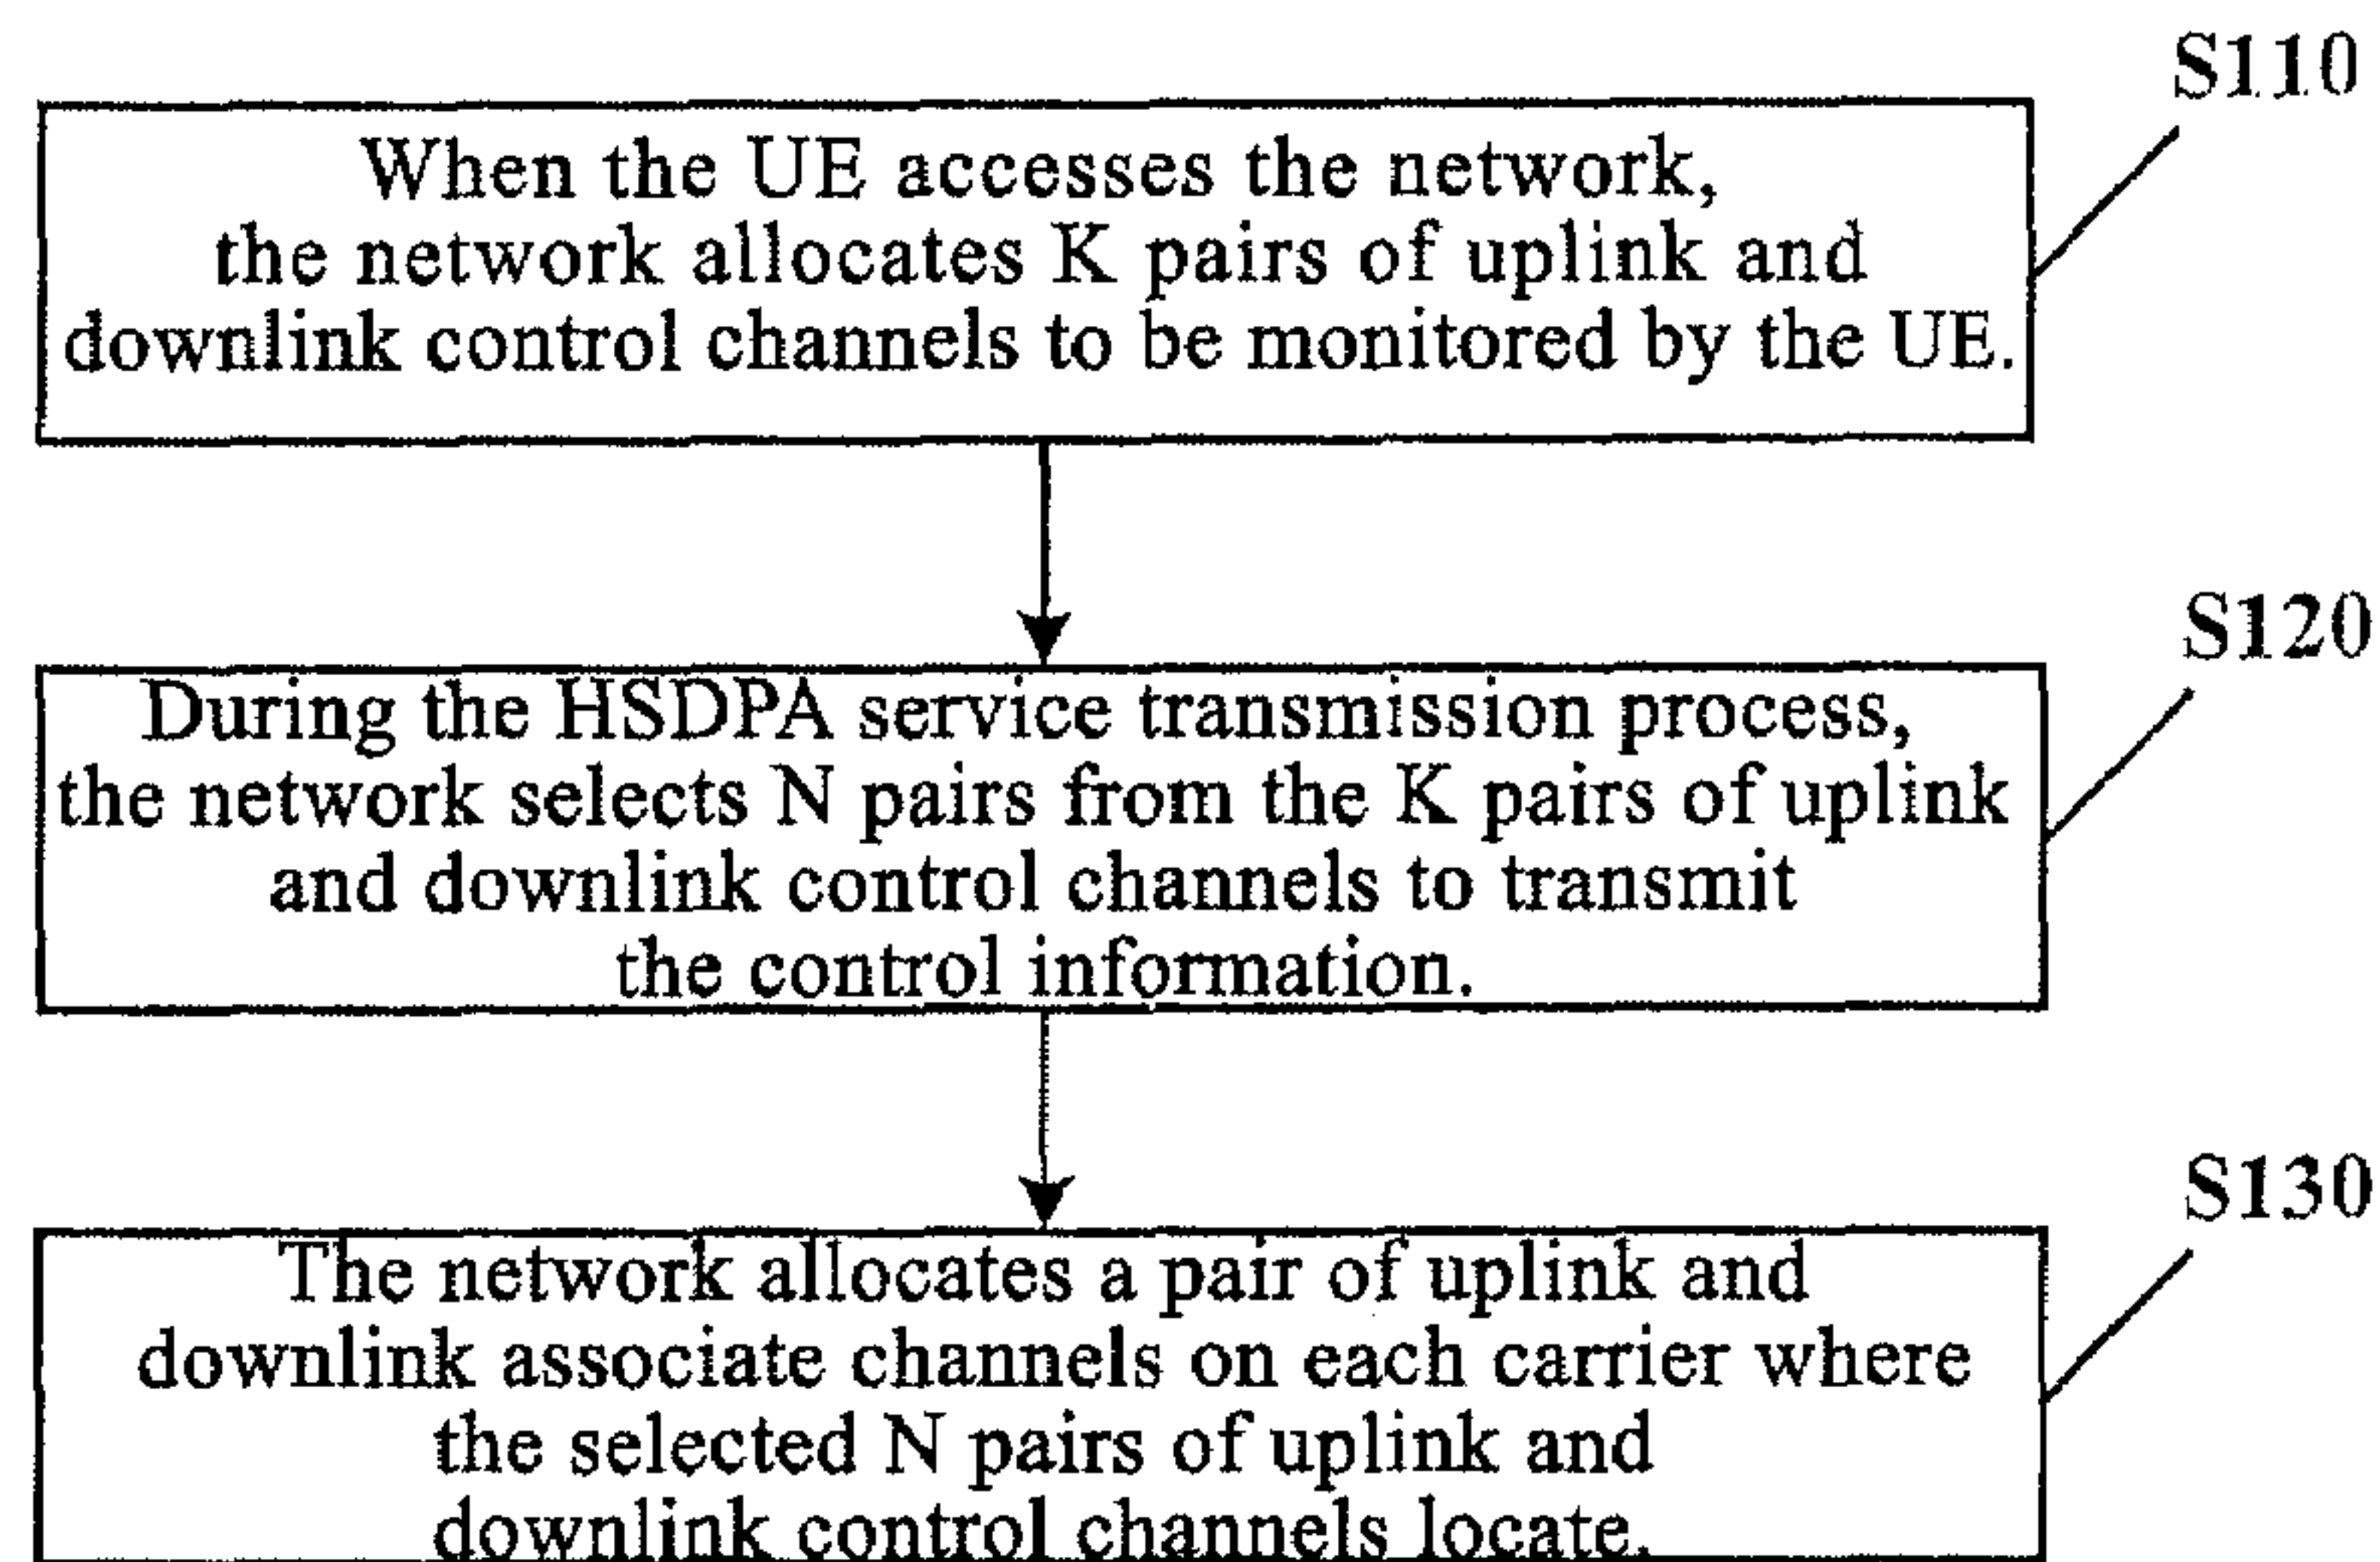 S110
When the UE accesses the network,
the network allocates K pairs of uplink and
downlink control channels to be monitored by the UE.
S120
During the HSDPA service transmission process,
the network selects N pairs from the K pairs of uplink
and downlink control channels to transmit
the control information.
S130
The network allocates a pair of uplink and
downlink associate channels on each carrier where
the selected N pairs of uplink and
downlink control channels locate.